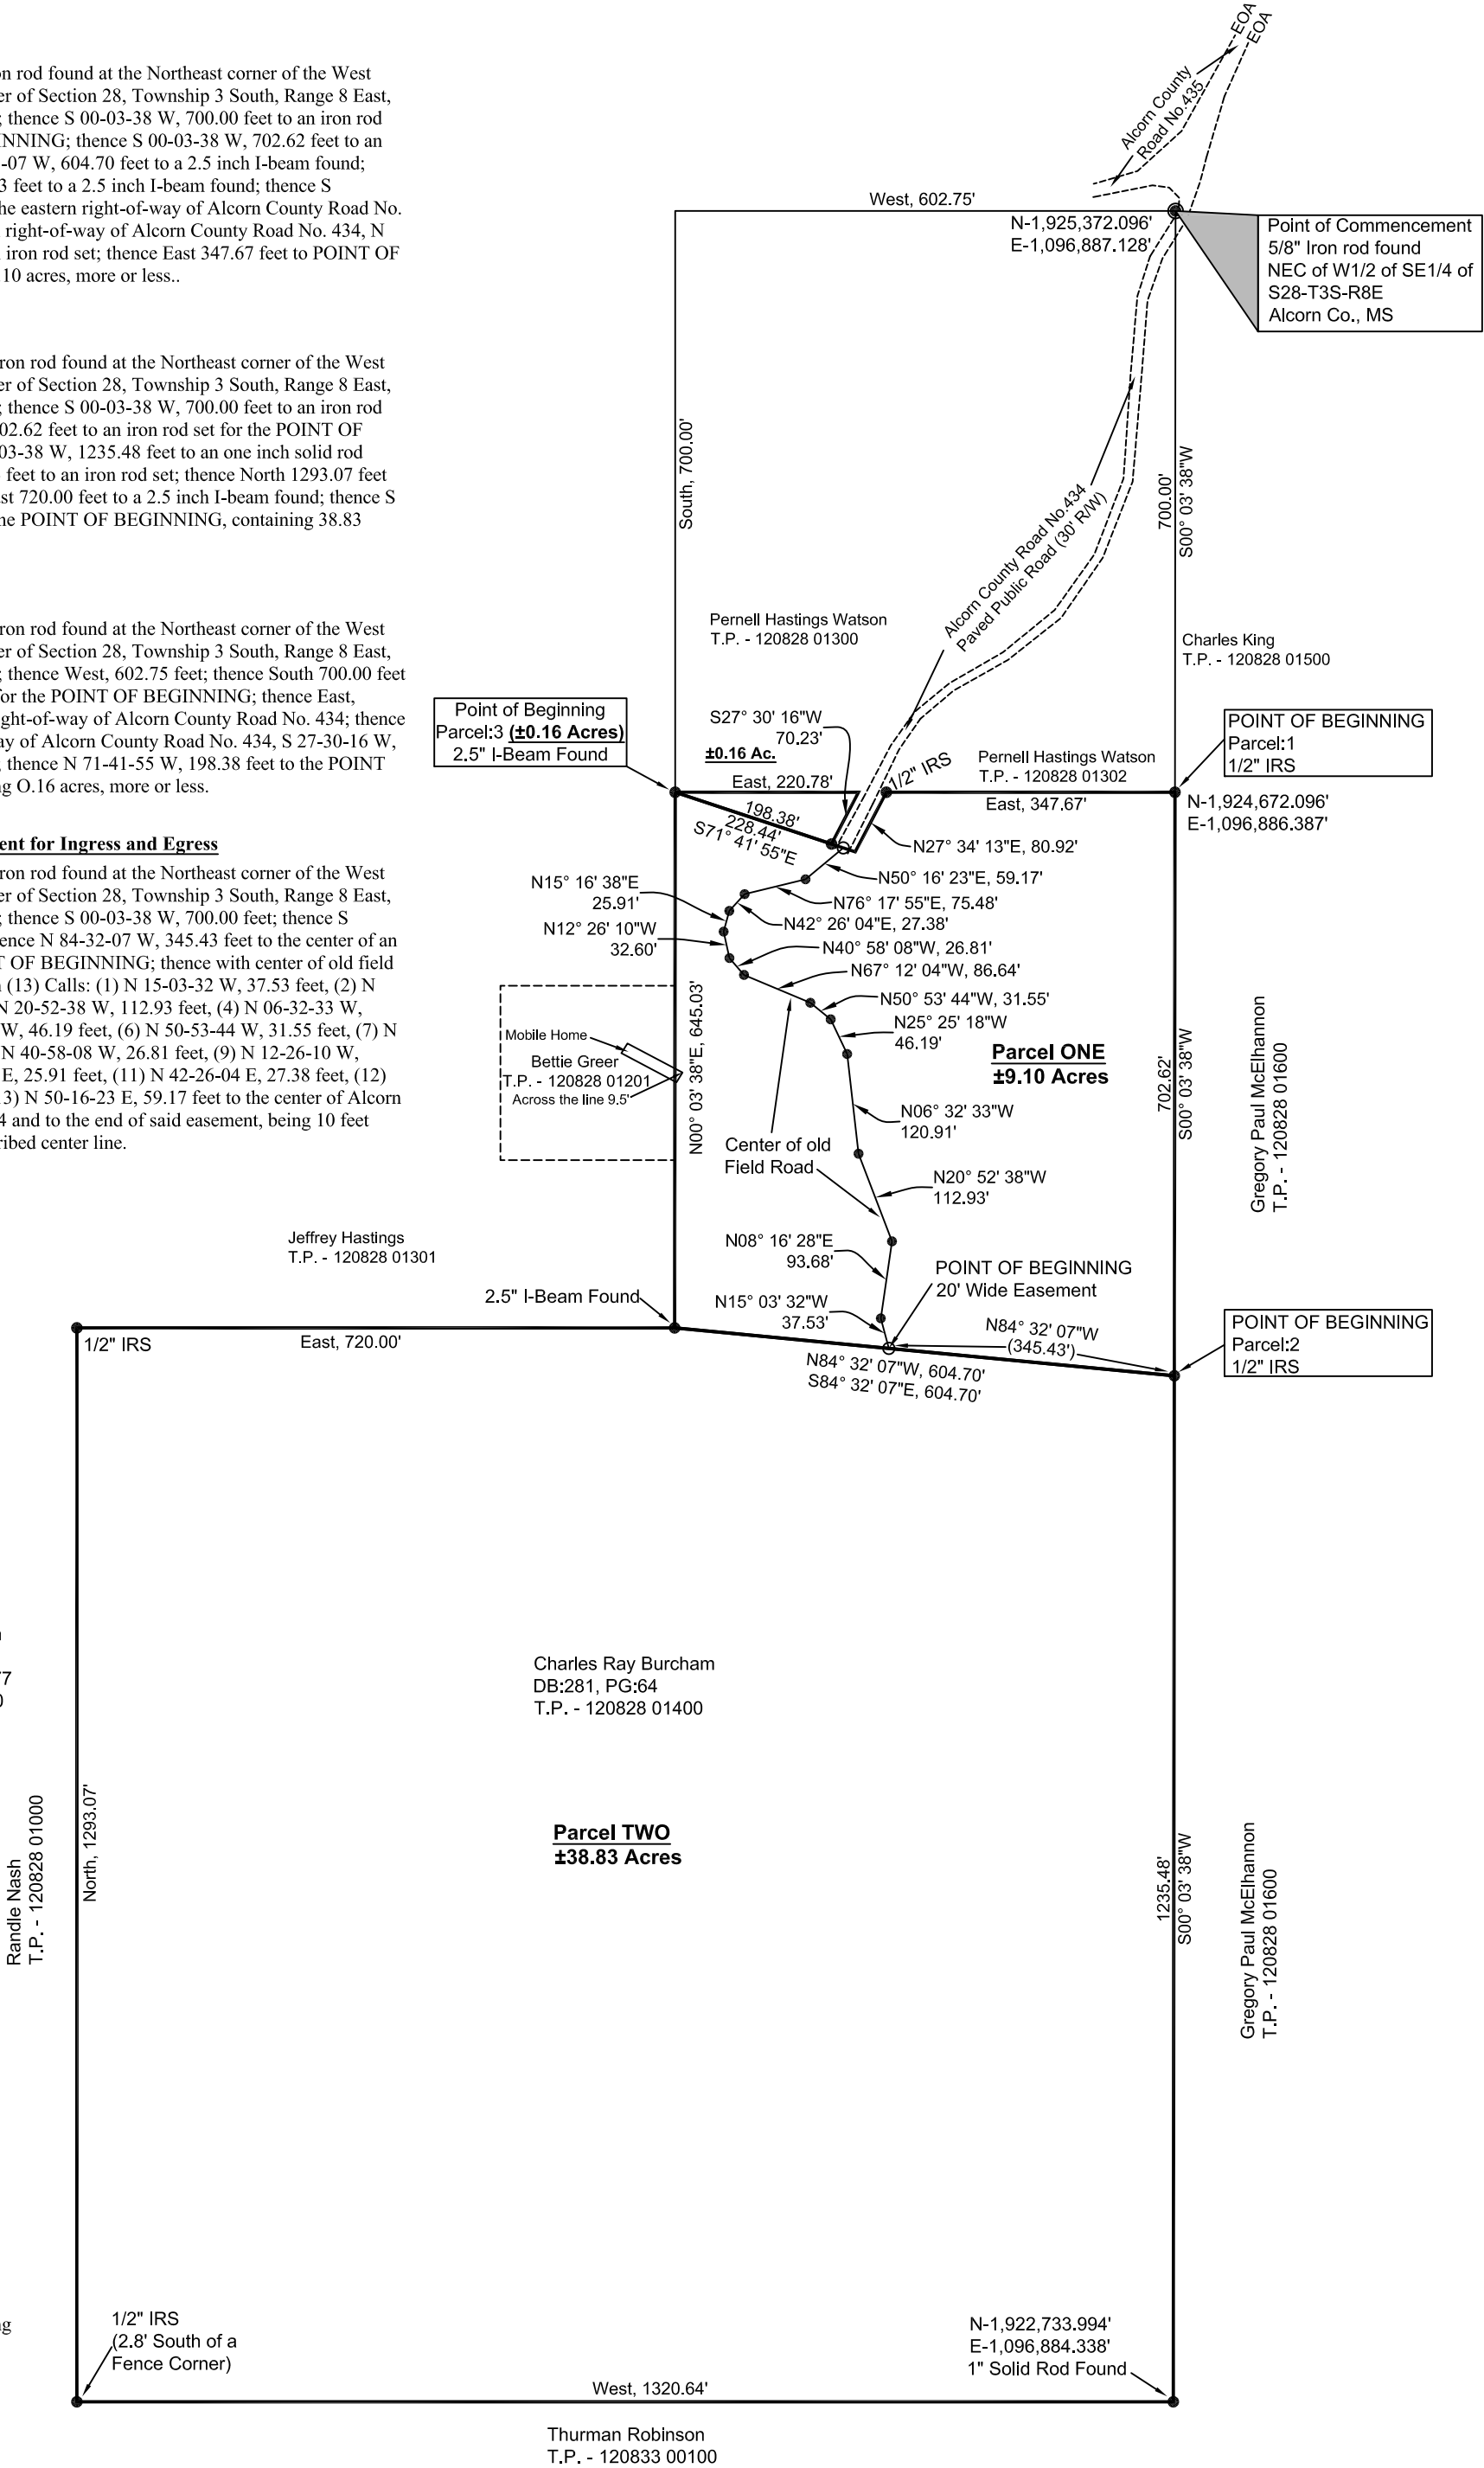 on rod found at the Northeast corner of the West
er of Section 28, Township 3 South, Range 8 East,
; thence S 00-03-38 W, 700.00 feet to an iron rod
INNING; thence S 00-03-38 W, 702.62 feet to an
-07 W, 604.70 feet to a 2.5 inch I-beam found;
3 feet to a 2.5 inch I-beam found; thence S
he eastern right-of-way of Alcorn County Road No.
right-of-way of Alcorn County Road No. 434, N
iron rod set; thence East 347.67 feet to POINT OF
10 acres, more or less..
ron rod found at the Northeast corner of the West
er of Section 28, Township 3 South, Range 8 East,
; thence S 00-03-38 W, 700.00 feet to an iron rod
02.62 feet to an iron rod set for the POINT OF
03-38 W, 1235.48 feet to an one inch solid rod
feet to an iron rod set; thence North 1293.07 feet
st 720.00 feet to a 2.5 inch I-beam found; thence S
he POINT OF BEGINNING, containing 38.83
ron rod found at the Northeast corner of the West
er of Section 28, Township 3 South, Range 8 East,
; thence West, 602.75 feet; thence South 700.00 feet
for the POINT OF BEGINNING; thence East,
ght-of-way of Alcorn County Road No. 434; thence
ay of Alcorn County Road No. 434, S 27-30-16 W,
; thence N 71-41-55 W, 198.38 feet to the POINT
g O.16 acres, more or less.
ent for Ingress and Egress
ron rod found at the Northeast corner of the West
er of Section 28, Township 3 South, Range 8 East,
; thence S 00-03-38 W, 700.00 feet; thence S
ence N 84-32-07 W, 345.43 feet to the center of an
T OF BEGINNING; thence with center of old field
n (13) Calls: (1) N 15-03-32 W, 37.53 feet, (2) N
N 20-52-38 W, 112.93 feet, (4) N 06-32-33 W,
W, 46.19 feet, (6) N 50-53-44 W, 31.55 feet, (7) N
N 40-58-08 W, 26.81 feet, (9) N 12-26-10 W,
E, 25.91 feet, (11) N 42-26-04 E, 27.38 feet, (12)
13) N 50-16-23 E, 59.17 feet to the center of Alcorn
4 and to the end of said easement, being 10 feet
ribed center line.
EOA
EOA
Alcorn County
Road No.435
West, 602.75'
N-1,925,372.096'
E-1,096,887.128'
Point of Commencement
5/8" Iron rod found
NEC of W1/2 of SE1/4 of
S28-T3S-R8E
Alcorn Co., MS
South, 700.00'
700.00'
S00° 03' 38"W
Alcorn County Road No.434
Paved Public Road (30' R/W)
Pernell Hastings Watson
T.P. - 120828 01300
Charles King
T.P. - 120828 01500
Point of Beginning
Parcel:3 (±0.16 Acres)
2.5" I-Beam Found
S27° 30' 16"W
70.23'
±0.16 Ac.
East, 220.78'
1/2" IRS
Pernell Hastings Watson
T.P. - 120828 01302
East, 347.67'
POINT OF BEGINNING
Parcel:1
1/2" IRS
N-1,924,672.096'
E-1,096,886.387'
198.38'
228.44'
S71° 41' 55"E
N27° 34' 13"E, 80.92'
N50° 16' 23"E, 59.17'
N15° 16' 38"E
25.91'
N76° 17' 55"E, 75.48'
N42° 26' 04"E, 27.38'
N12° 26' 10"W
32.60'
N40° 58' 08"W, 26.81'
N67° 12' 04"W, 86.64'
N50° 53' 44"W, 31.55'
N25° 25' 18"W
46.19'
N00° 03' 38"E, 645.03'
Mobile Home
Bettie Greer
T.P. - 120828 01201
Across the line 9.5'
Parcel ONE
±9.10 Acres
702.62'
S00° 03' 38"W
Gregory Paul McElhannon
T.P. - 120828 01600
N06° 32' 33"W
120.91'
Center of old
Field Road
N20° 52' 38"W
112.93'
Jeffrey Hastings
T.P. - 120828 01301
N08° 16' 28"E
93.68'
POINT OF BEGINNING
20' Wide Easement
2.5" I-Beam Found
N15° 03' 32"W
37.53'
N84° 32' 07"W
(345.43')
POINT OF BEGINNING
Parcel:2
1/2" IRS
1/2" IRS
East, 720.00'
N84° 32' 07"W, 604.70'
S84° 32' 07"E, 604.70'
Charles Ray Burcham
DB:281, PG:64
T.P. - 120828 01400
Parcel TWO
±38.83 Acres
North, 1293.07'
Randle Nash
T.P. - 120828 01000
1235.48'
S00° 03' 38"W
Gregory Paul McElhannon
T.P. - 120828 01600
1/2" IRS
(2.8' South of a
Fence Corner)
N-1,922,733.994'
E-1,096,884.338'
1" Solid Rod Found
West, 1320.64'
Thurman Robinson
T.P. - 120833 00100